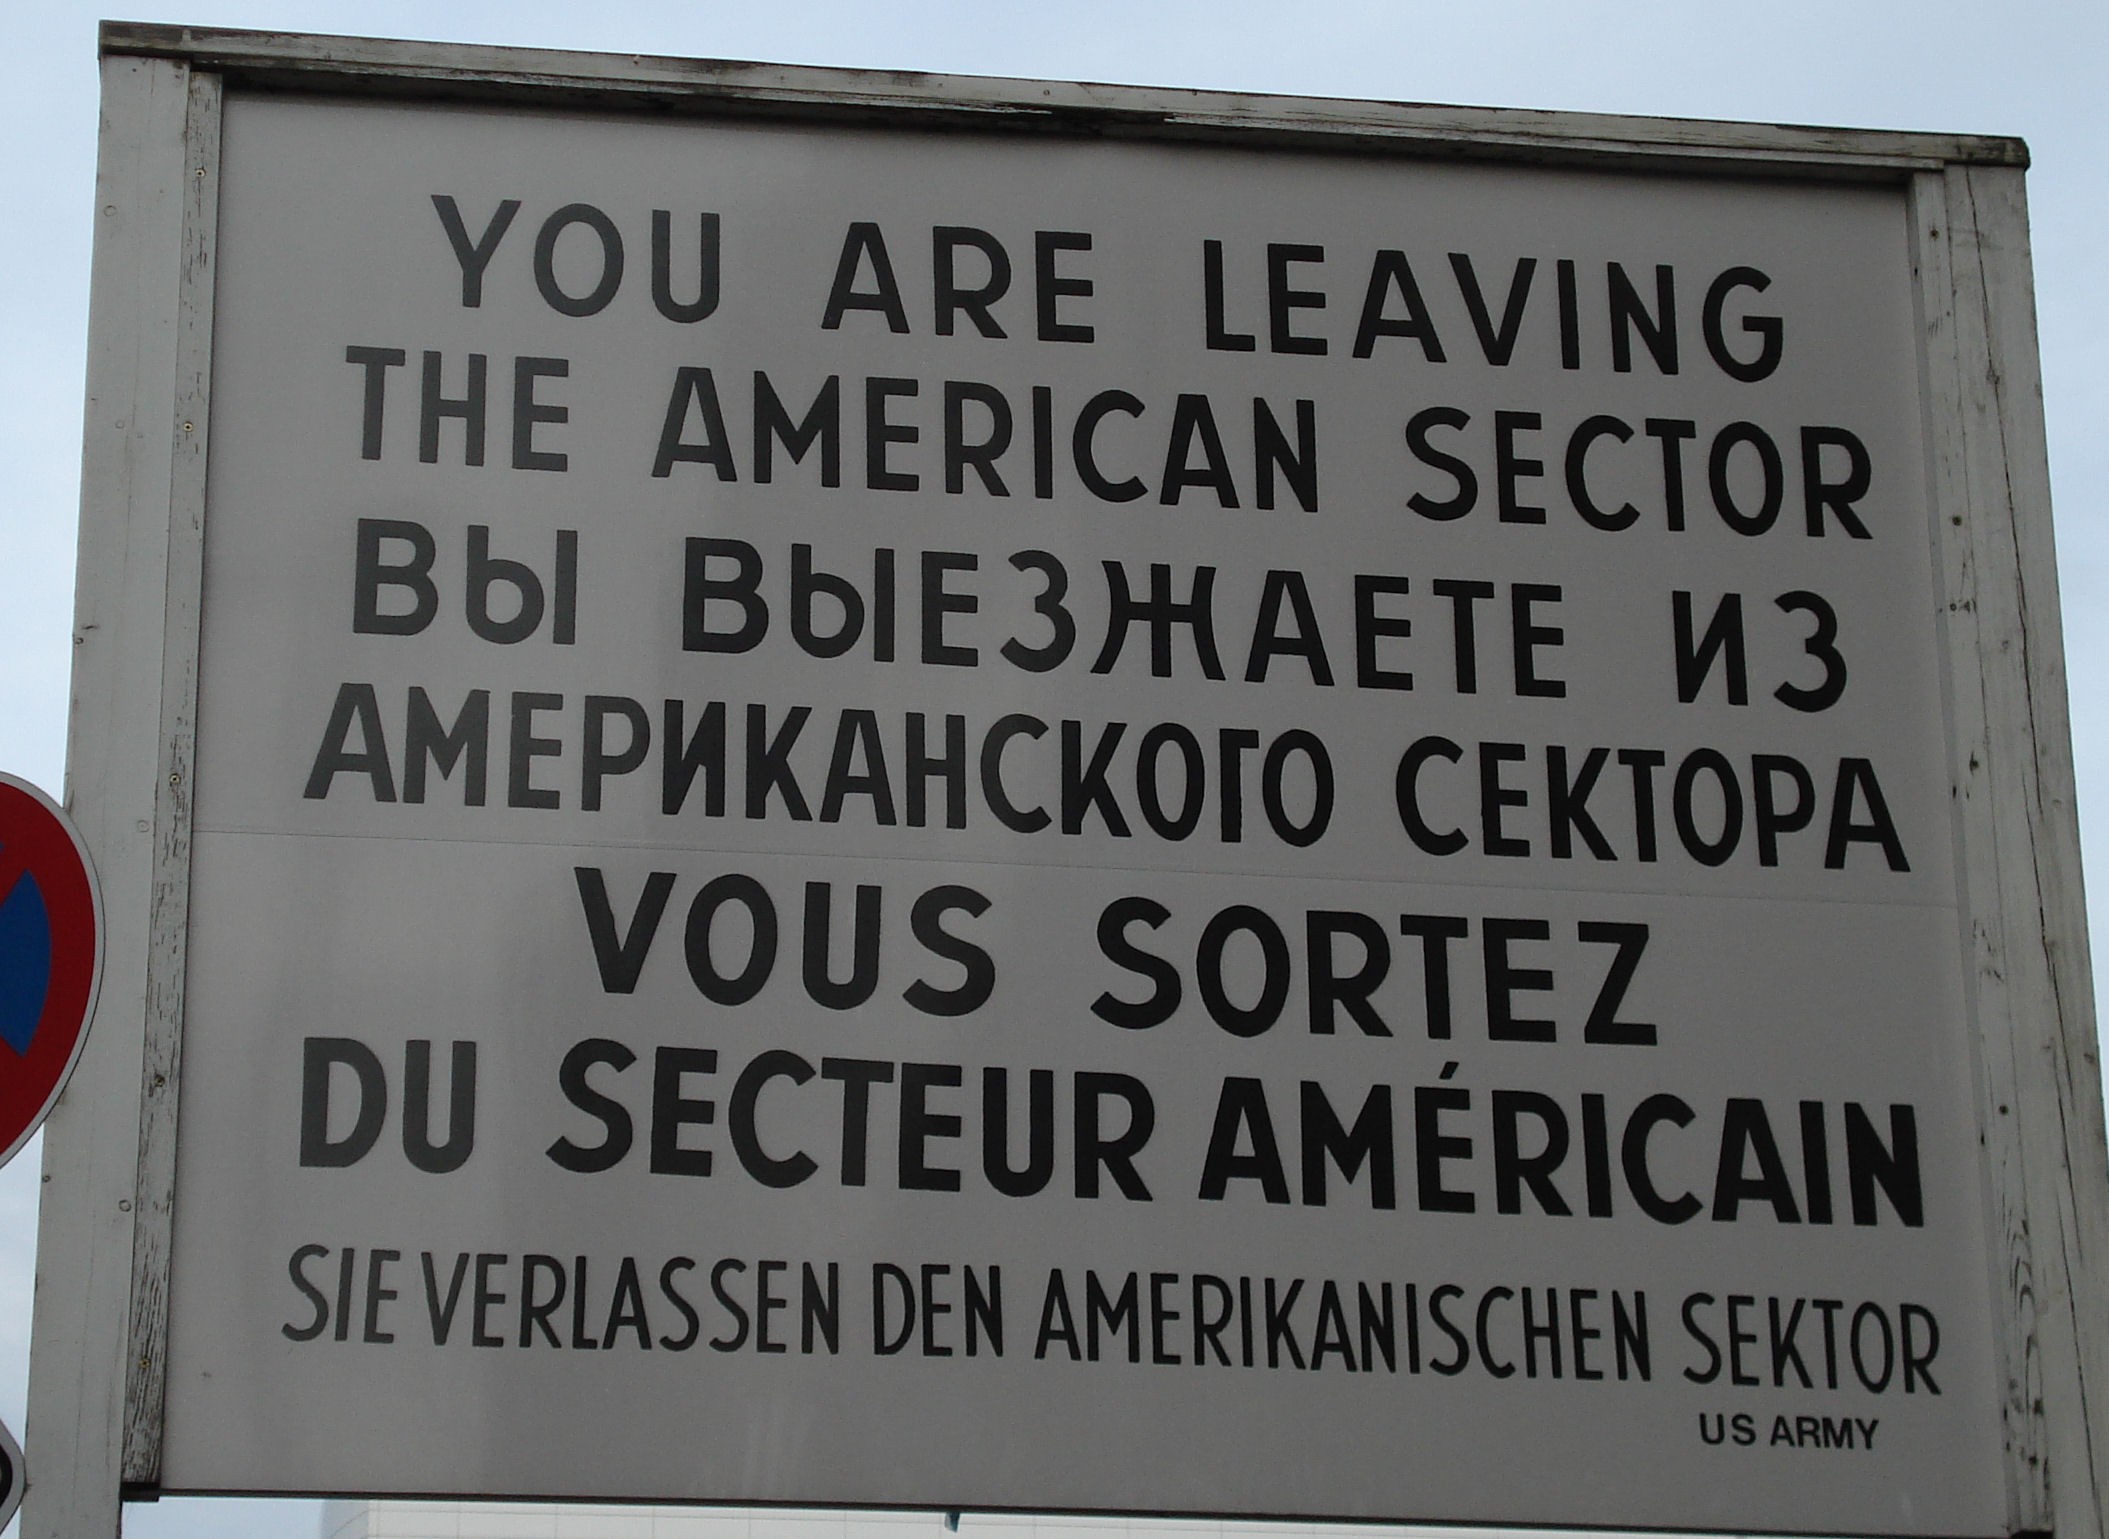 YOU ARE LEAVING
THE AMERICAN SECTOR
ВЫ ВЫЕЗЖАЕТЕ ИЗ
АМЕРИКАНСКОГО СЕКТОРА
VOUS SORTEZ
DU SECTEUR AMÉRICAIN
SIE VERLASSEN DEN AMERIKANISCHEN SEKTOR
US ARMY